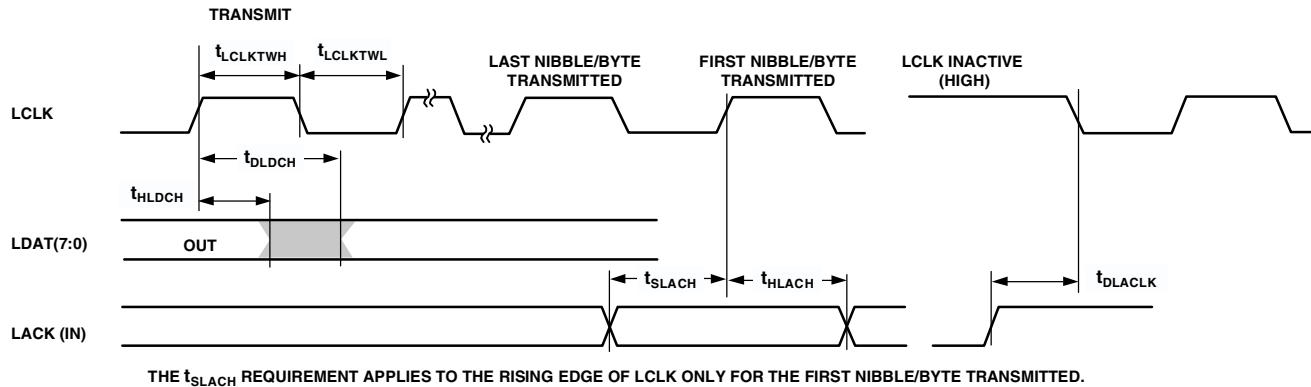 TRANSMIT
tLCLKTWH
tLCLKTWL
LAST NIBBLE/BYTE
TRANSMITTED
FIRST NIBBLE/BYTE
TRANSMITTED
LCLK INACTIVE
(HIGH)
LCLK
tDLDCH
tHLDCH
LDAT(7:0)
OUT
tSLACH
tHLACH
tDLACLK
LACK (IN)
THE tSLACH REQUIREMENT APPLIES TO THE RISING EDGE OF LCLK ONLY FOR THE FIRST NIBBLE/BYTE TRANSMITTED.